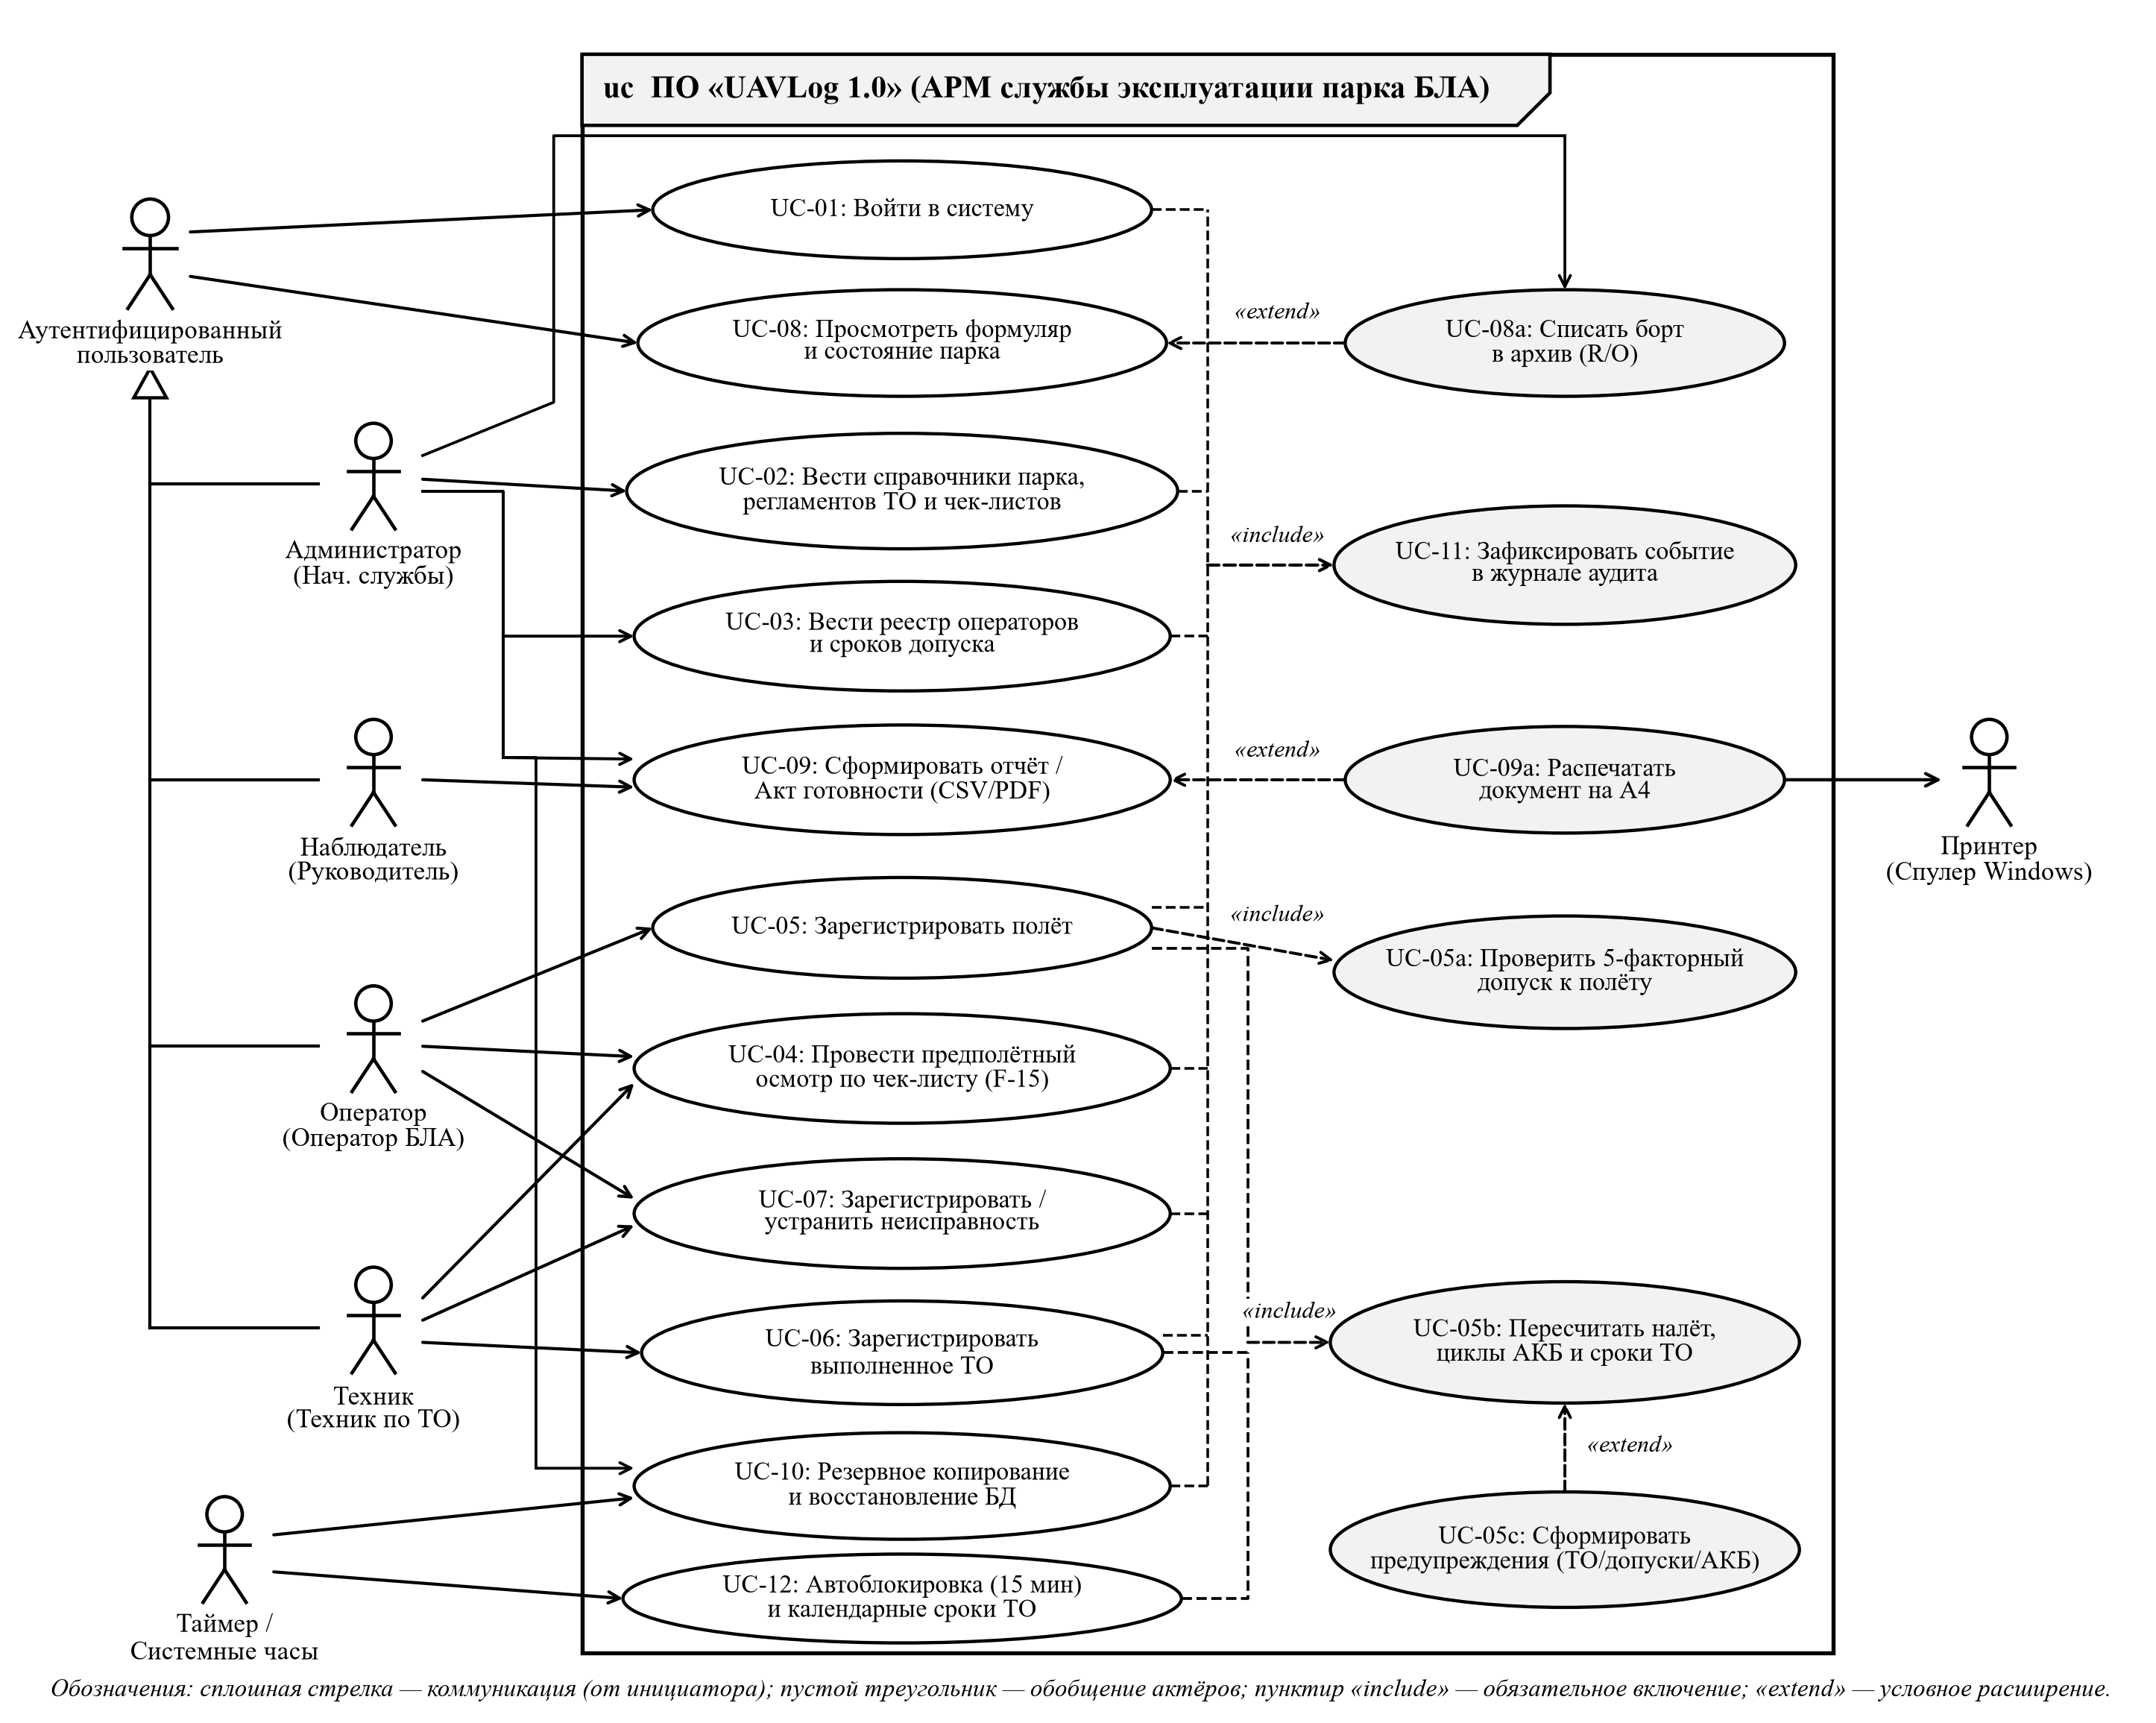 uc ПО «UAVLog 1.0» (АРМ службы эксплуатации парка БЛА)
UC-01: Войти в систему
Аутентифицированный
пользователь
UC-08: Просмотреть формуляр
и состояние парка
«extend»
UC-08a: Списать борт
в архив (R/O)
Администратор
(Нач. службы)
UC-02: Вести справочники парка,
регламентов ТО и чек-листов
«include»
UC-11: Зафиксировать событие
в журнале аудита
UC-03: Вести реестр операторов
и сроков допуска
Наблюдатель
(Руководитель)
UC-09: Сформировать отчёт /
Акт готовности (CSV/PDF)
«extend»
UC-09a: Распечатать
документ на А4
Принтер
(Спулер Windows)
UC-05: Зарегистрировать полёт
«include»
UC-05a: Проверить 5-факторный
допуск к полёту
Оператор
(Оператор БЛА)
UC-04: Провести предполётный
осмотр по чек-листу (F-15)
UC-07: Зарегистрировать /
устранить неисправность
Техник
(Техник по ТО)
UC-06: Зарегистрировать
выполненное ТО
«include»
UC-05b: Пересчитать налёт,
циклы АКБ и сроки ТО
«extend»
UC-10: Резервное копирование
и восстановление БД
UC-05c: Сформировать
предупреждения (ТО/допуски/АКБ)
Таймер /
Системные часы
UC-12: Автоблокировка (15 мин)
и календарные сроки ТО
Обозначения: сплошная стрелка — коммуникация (от инициатора); пустой треугольник — обобщение актёров; пунктир «include» — обязательное включение; «extend» — условное расширение.